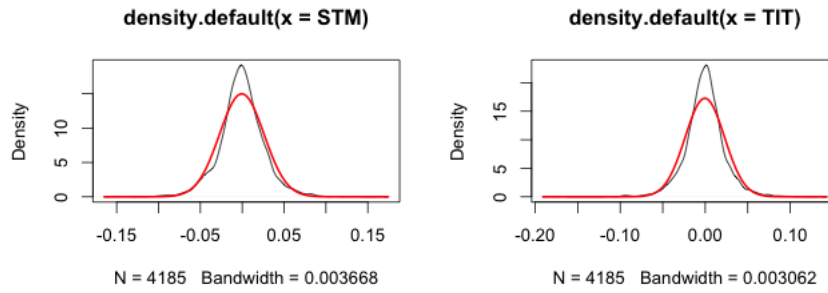 density.default(x = STM)
Density
0 5 10
-0.15 -0.05 0.05 0.15
N = 4185 Bandwidth = 0.003668
density.default(x = TIT)
Density
0 5 15
-0.20 -0.10 0.00 0.10
N = 4185 Bandwidth = 0.003062